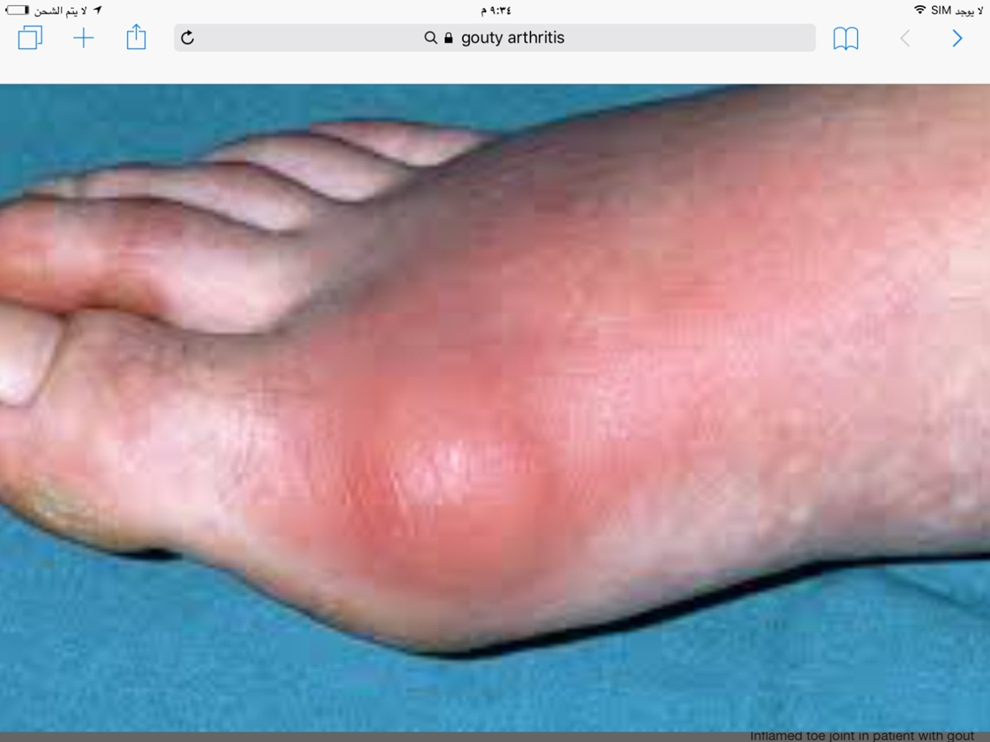 لا يتم الشحن
٩:٣٤ م
لا يوجد SIM
gouty arthritis
Inflamed toe joint in patient with gout